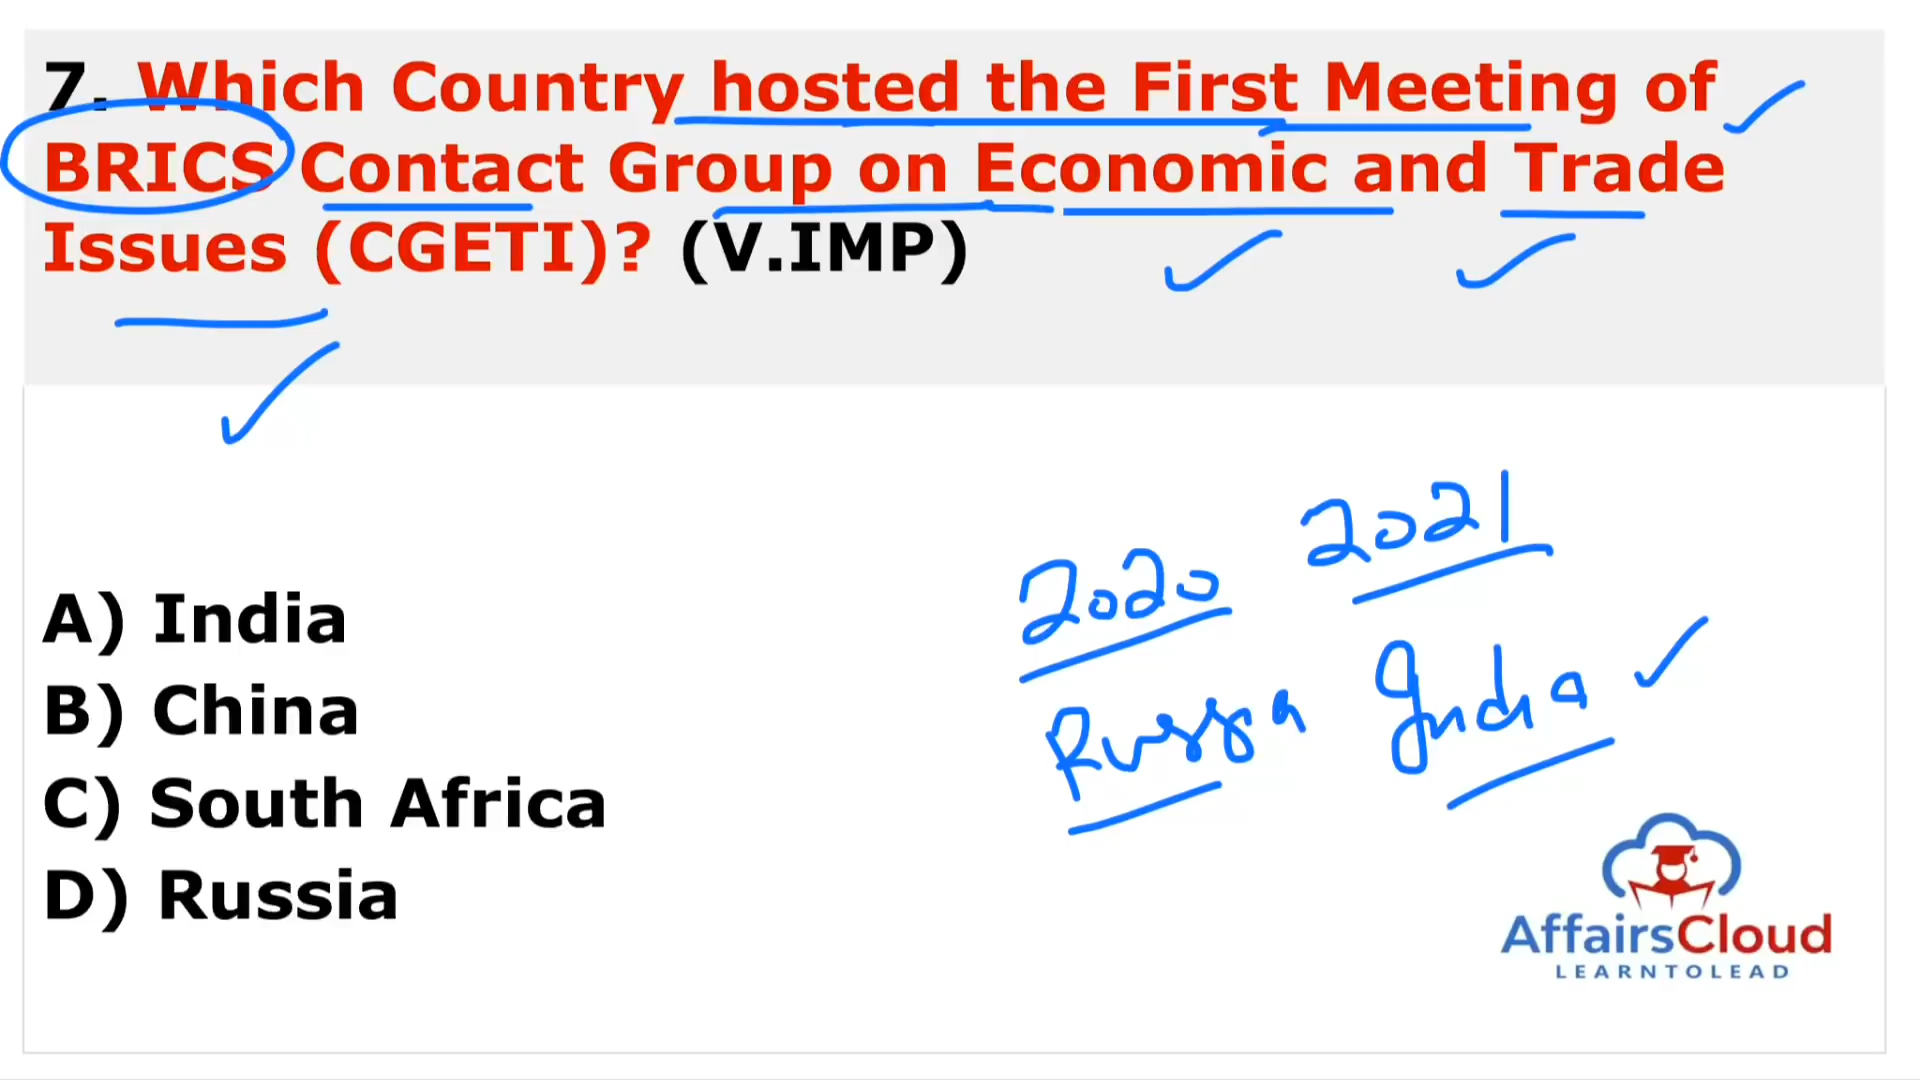 7. Which Country hosted the First Meeting of
BRICS Contact Group on Economic and Trade
Issues (CGETI)? (V.IMP)
2020 2021
Russia India
A) India
B) China
C) South Africa
D) Russia
AffairsCloud
LEARNTOLEAD